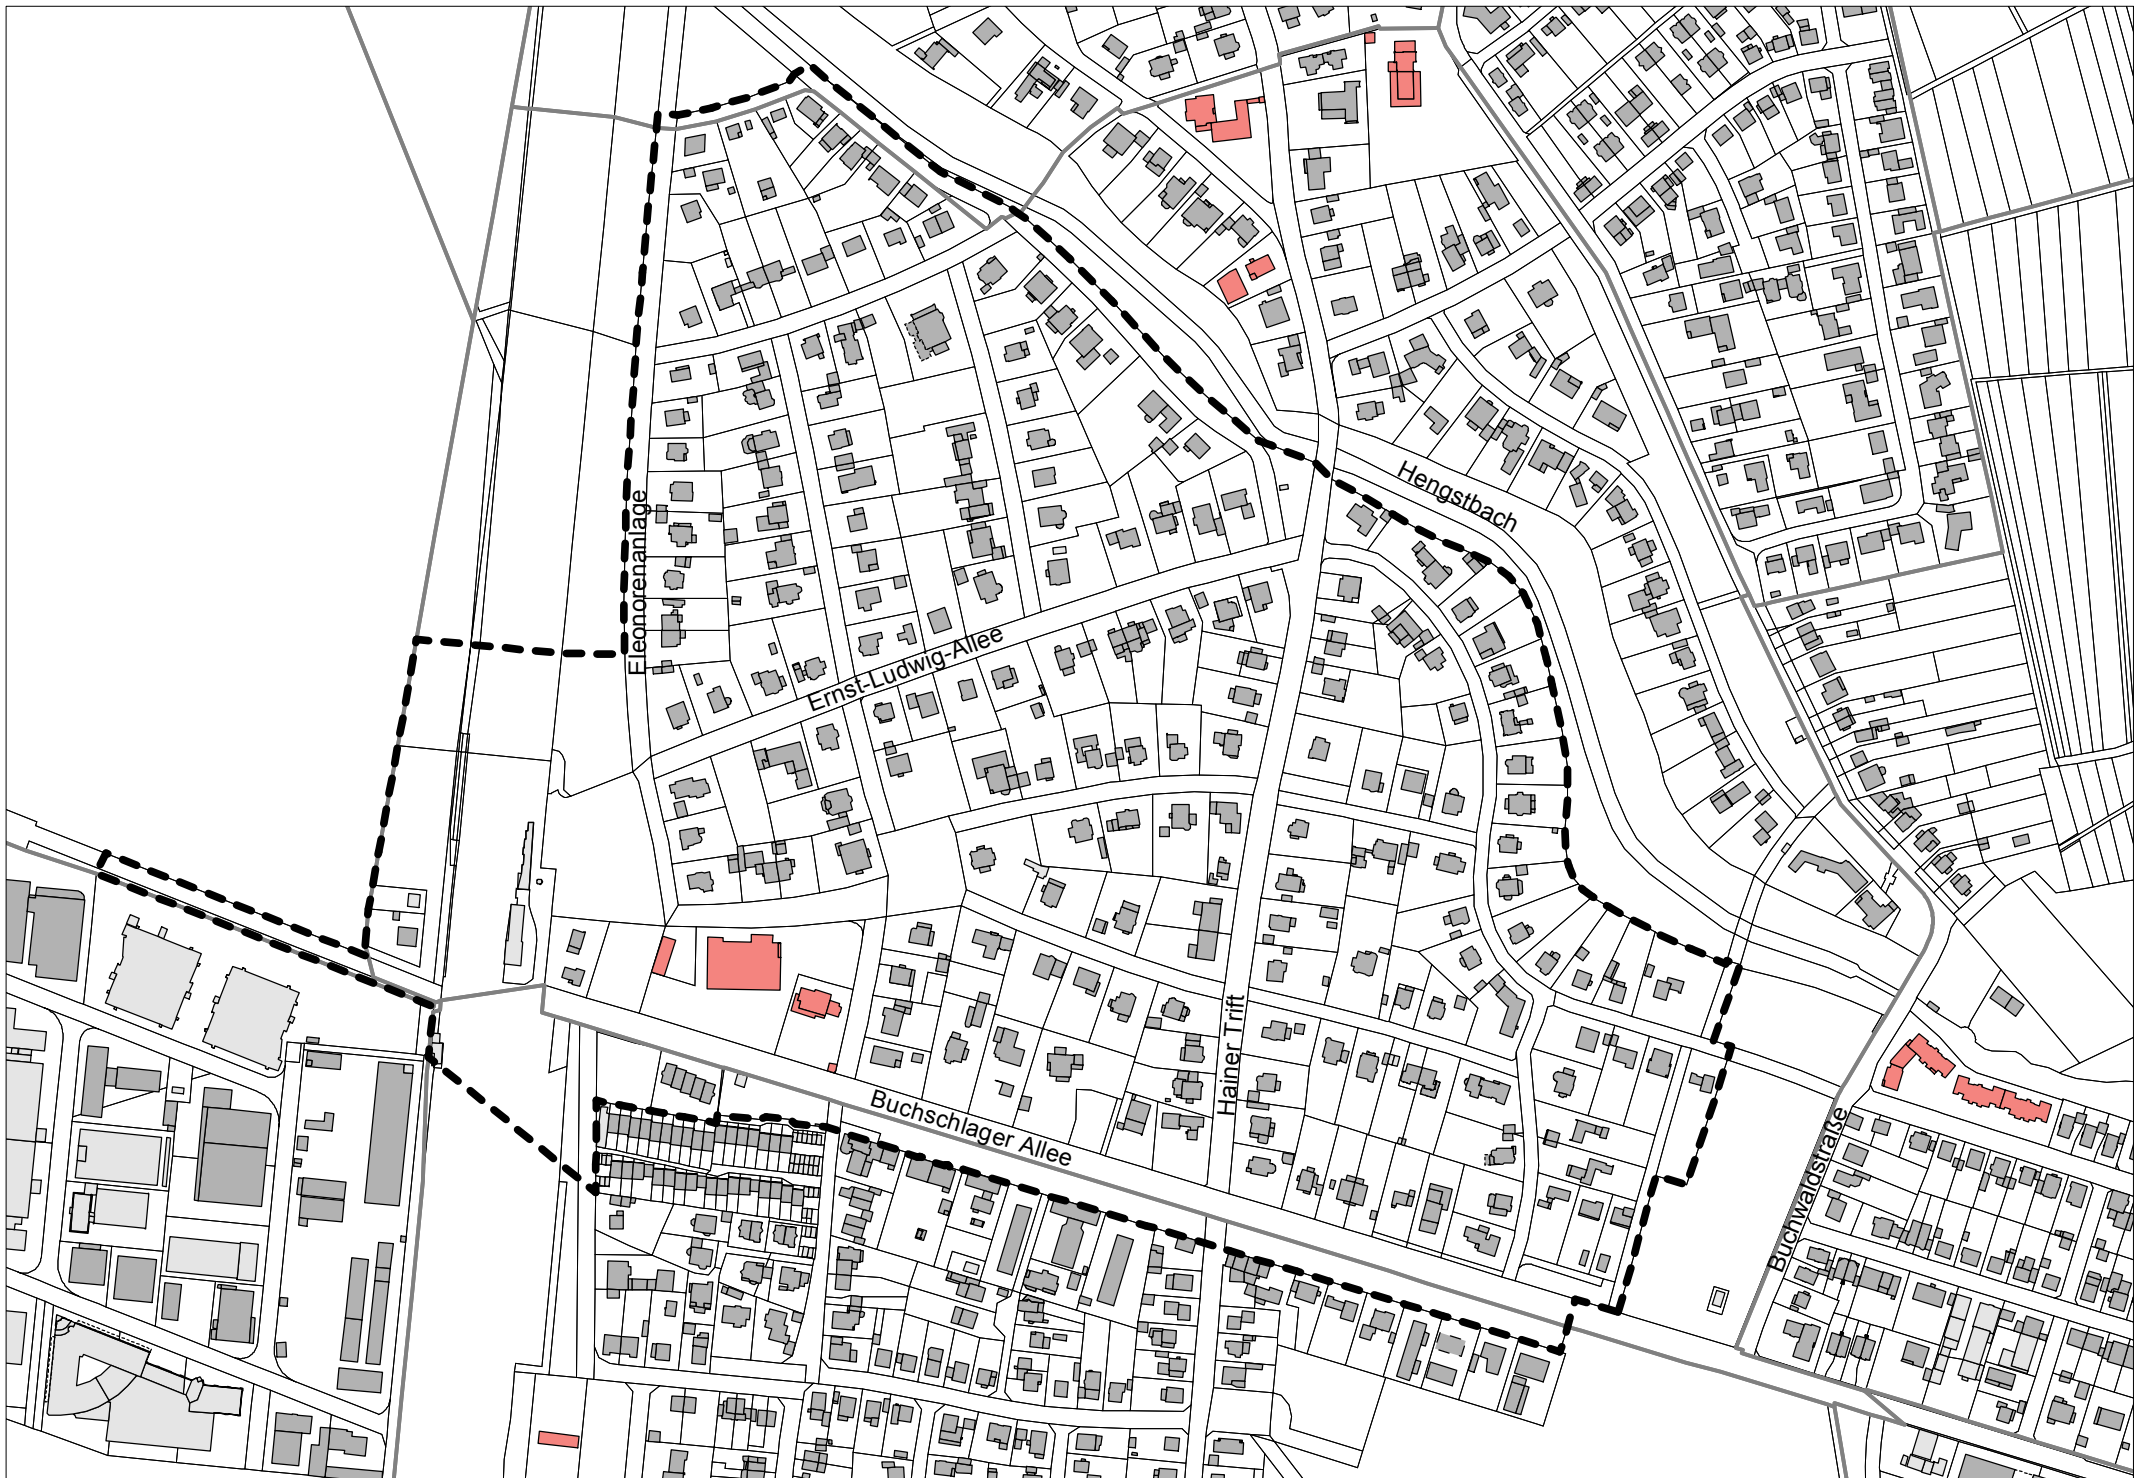 Hengstbach
Eleonorenanlage
Ernst-Ludwig-Allee
Hainer Trift
Buchschlager Allee
Buchwaldstraße